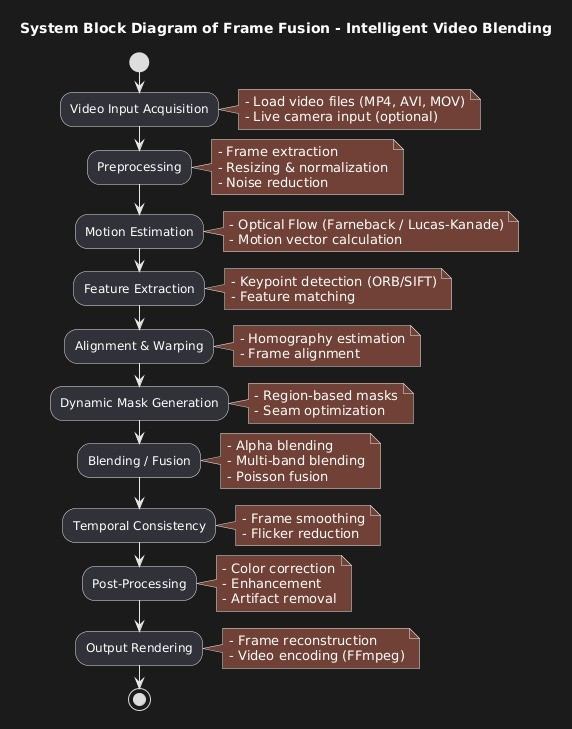 System Block Diagram of Frame Fusion - Intelligent Video Blending
Video Input Acquisition
- Load video files (MP4, AVI, MOV)
- Live camera input (optional)
Preprocessing
- Frame extraction
- Resizing & normalization
- Noise reduction
Motion Estimation
- Optical Flow (Farneback / Lucas-Kanade)
- Motion vector calculation
Feature Extraction
- Keypoint detection (ORB/SIFT)
- Feature matching
Alignment & Warping
- Homography estimation
- Frame alignment
Dynamic Mask Generation
- Region-based masks
- Seam optimization
Blending / Fusion
- Alpha blending
- Multi-band blending
- Poisson fusion
Temporal Consistency
- Frame smoothing
- Flicker reduction
Post-Processing
- Color correction
- Enhancement
- Artifact removal
Output Rendering
- Frame reconstruction
- Video encoding (FFmpeg)